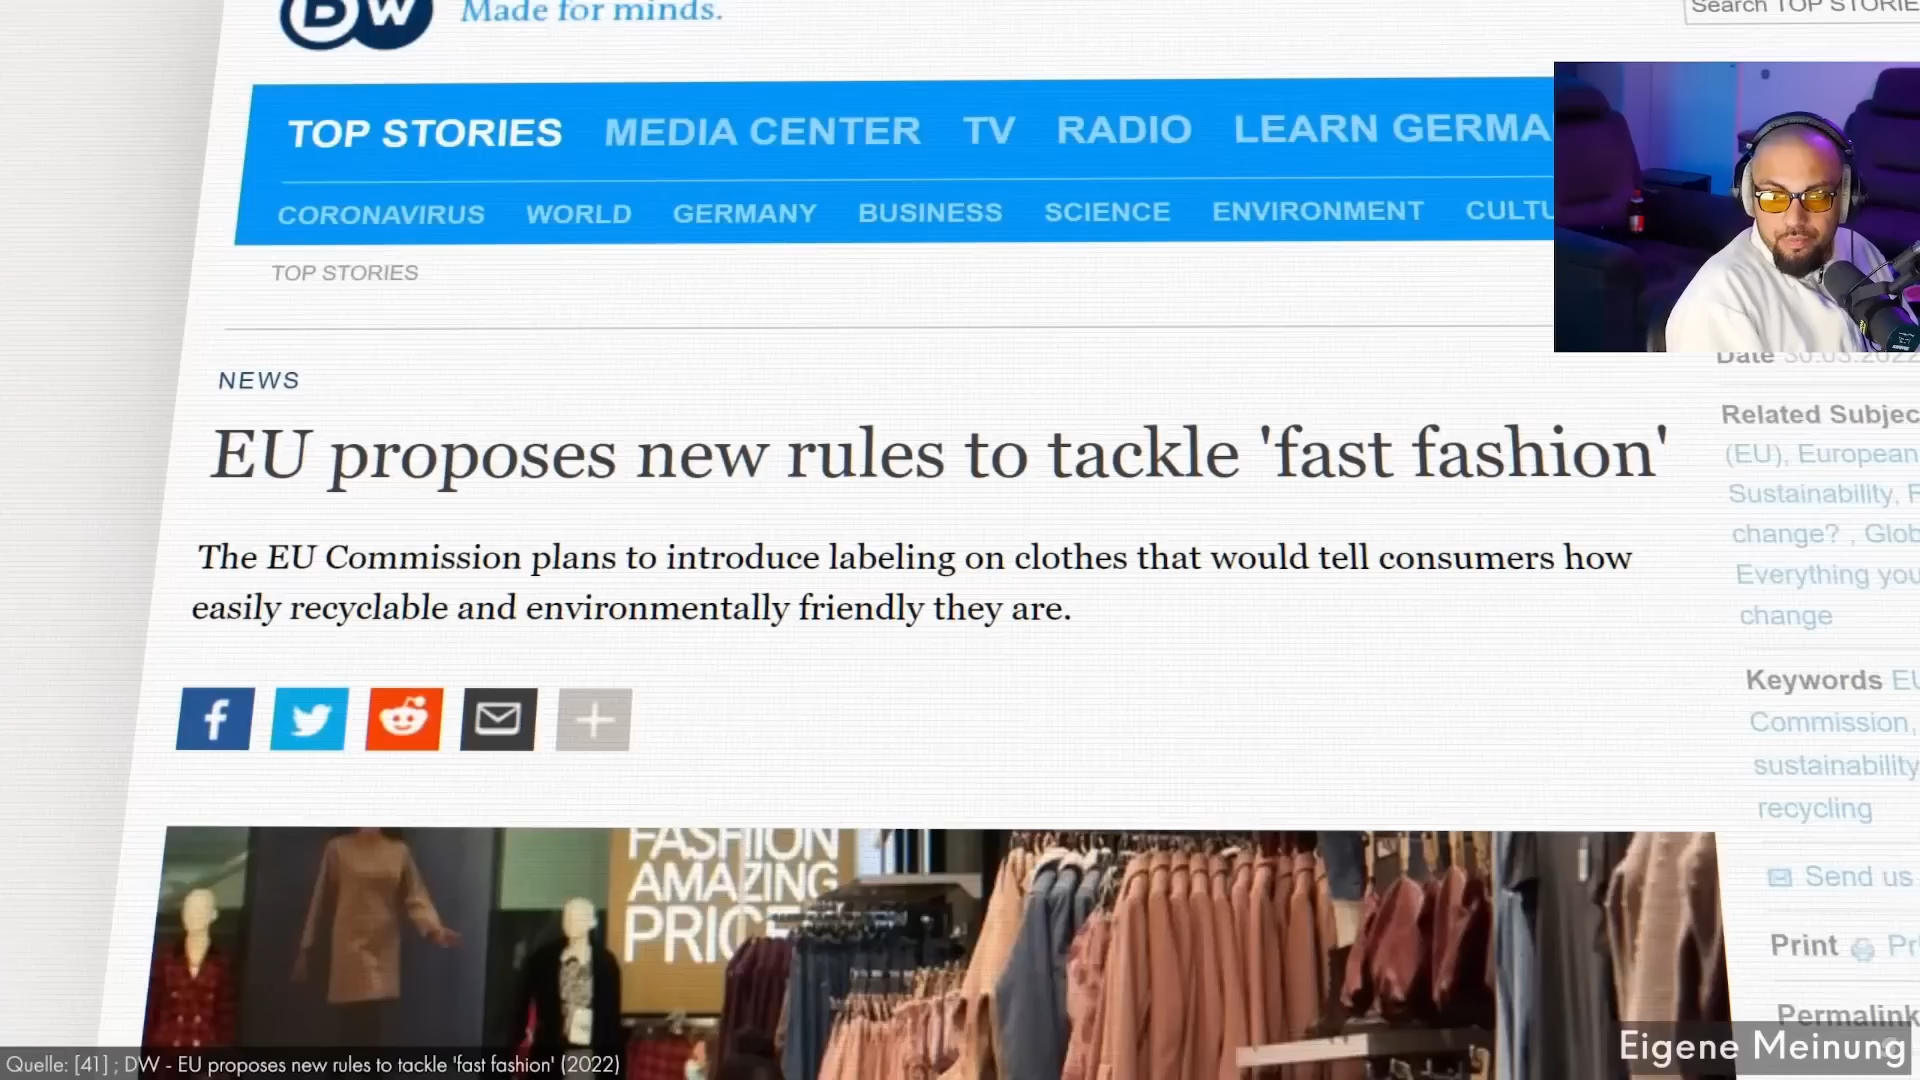 DW Made for minds.
Search TOP STORIE
TOP STORIES MEDIA CENTER TV RADIO LEARN GERMA
CORONAVIRUS WORLD GERMANY BUSINESS SCIENCE ENVIRONMENT CULTU
TOP STORIES
NEWS
EU proposes new rules to tackle 'fast fashion'
The EU Commission plans to introduce labeling on clothes that would tell consumers how
easily recyclable and environmentally friendly they are.
Date 30.03.2022
Related Subjec
(EU), European
Sustainability,
change? , Glob
Everything you
change
Keywords EU
Commission,
sustainability
recycling
Send us
Print
Permalink
FASHION
AMAZING
PRICE
Quelle: [41] ; DW - EU proposes new rules to tackle 'fast fashion' (2022)
Eigene Meinung